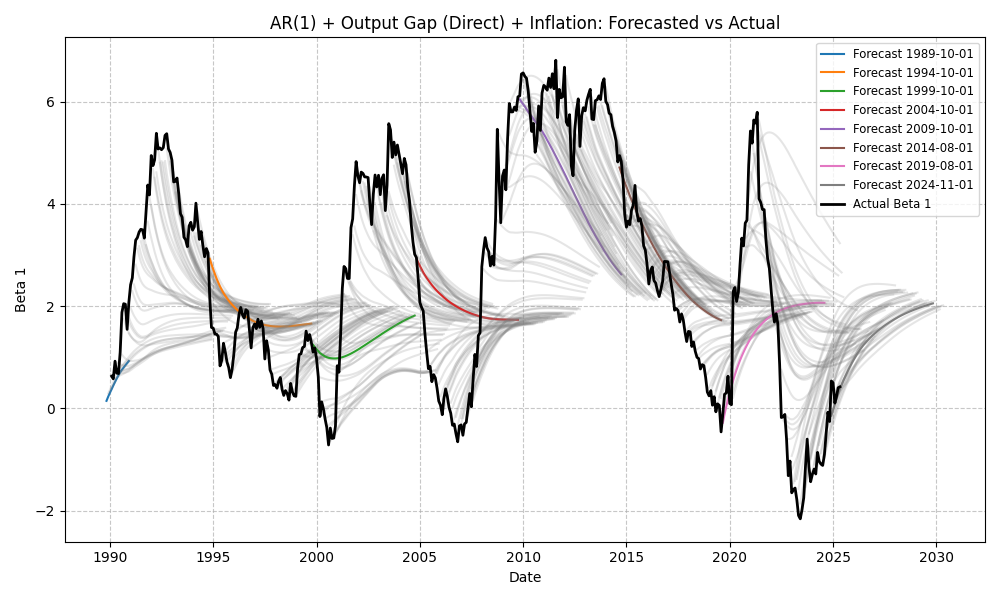 AR(1) + Output Gap (Direct) + Inflation: Forecasted vs Actual
Forecast 1989-10-01
Forecast 1994-10-01
Forecast 1999-10-01
Forecast 2004-10-01
Forecast 2009-10-01
Forecast 2014-08-01
Forecast 2019-08-01
Forecast 2024-11-01
Actual Beta 1
Beta 1
6
4
2
0
−2
1990 1995 2000 2005 2010 2015 2020 2025 2030
Date